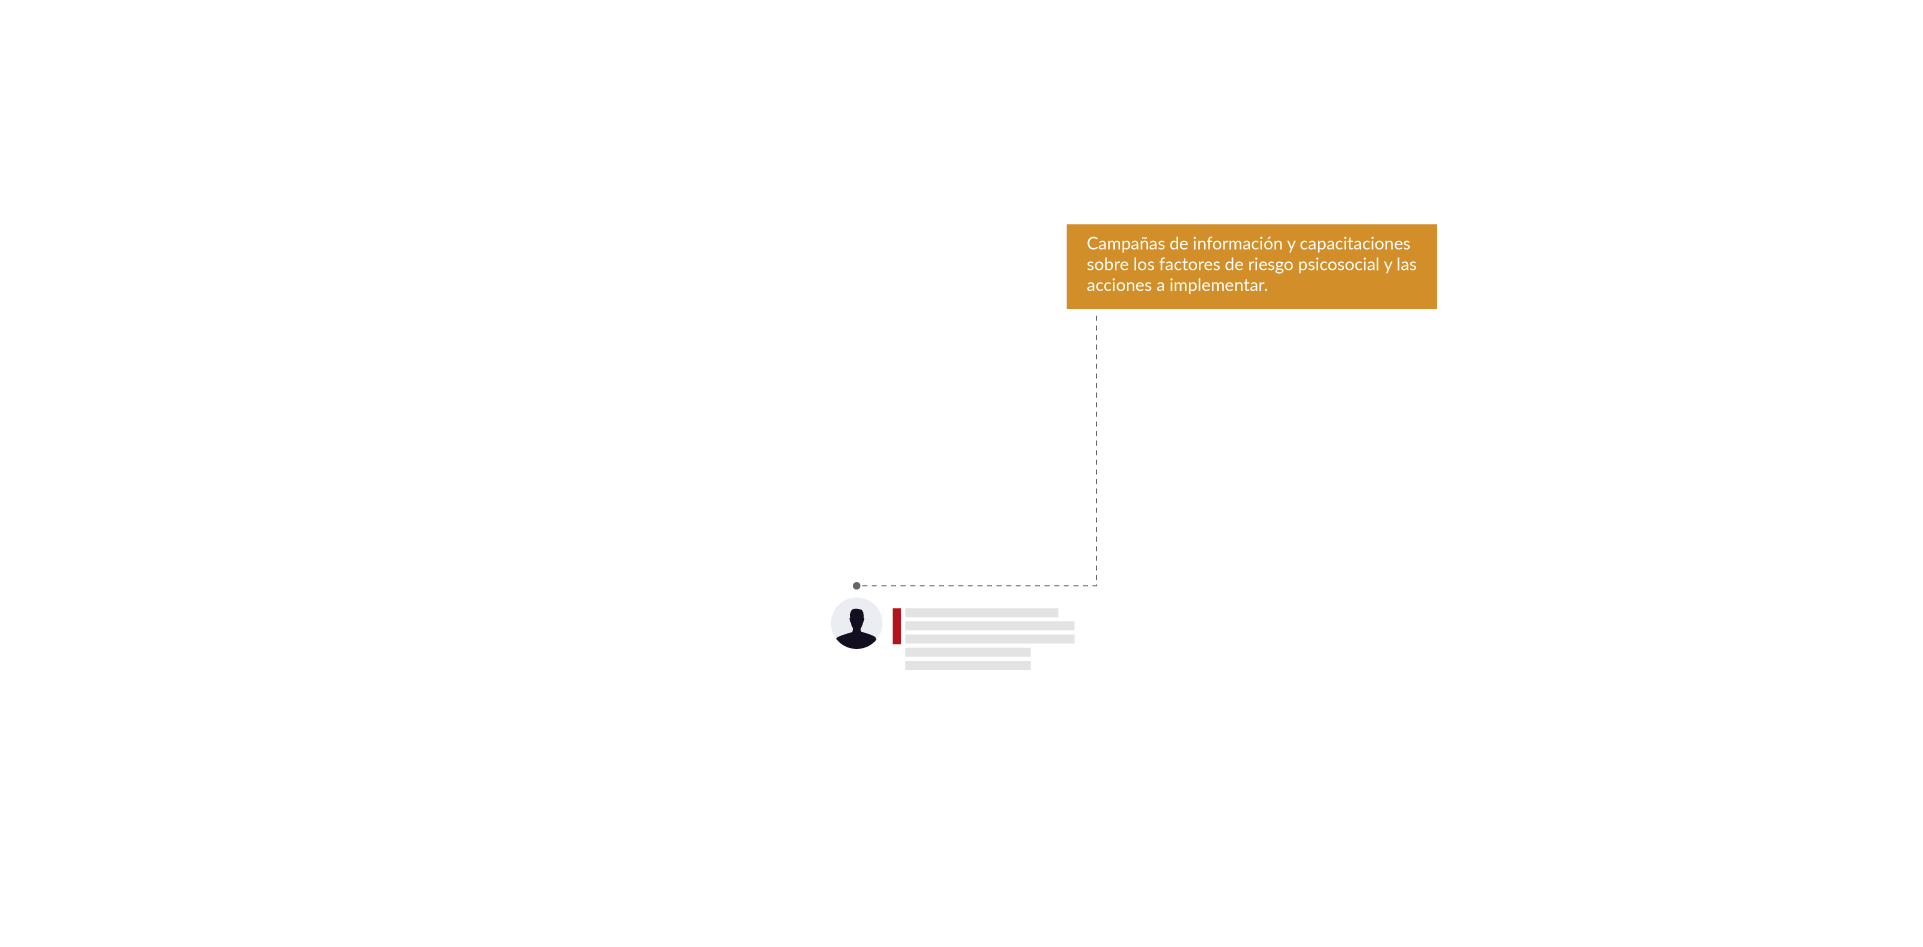 Campañas de información y capacitaciones
sobre los factores de riesgo psicosocial y las
acciones a implementar.